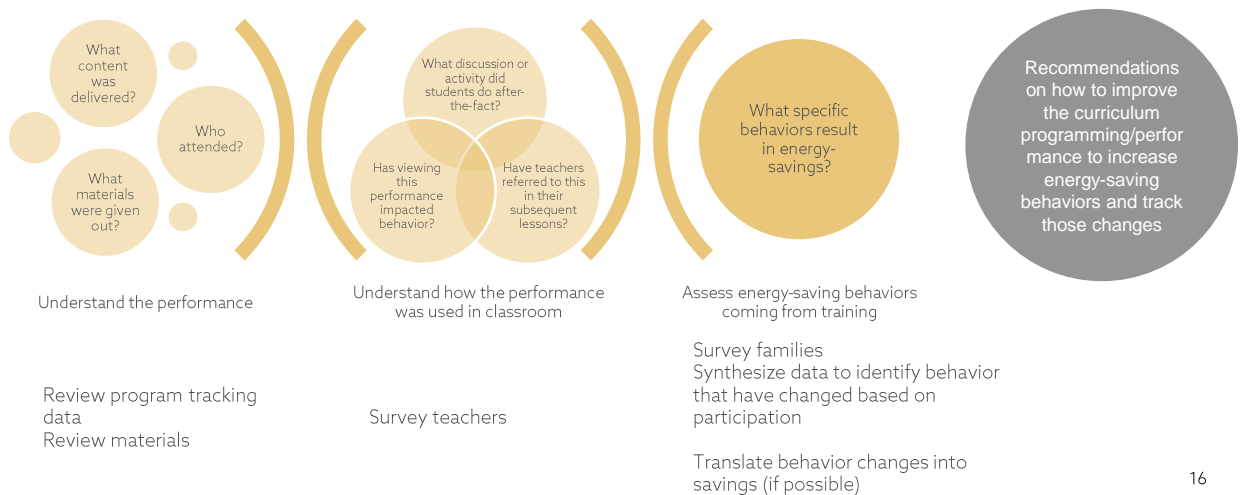 What
content
was
delivered?
Who
attended?
What
materials
were given
out?
Understand the performance
Review program tracking
data
Review materials
What discussion or
activity did
students do after-
the-fact?
Has viewing
this
performance
impacted
behavior?
Have teachers
referred to this
in their
subsequent
lessons?
Understand how the performance
was used in classroom
Survey teachers
What specific
behaviors result
in energy-
savings?
Assess energy-saving behaviors
coming from training
Survey families
Synthesize data to identify behavior
that have changed based on
participation
Translate behavior changes into
savings (if possible)
Recommendations
on how to improve
the curriculum
programming/perfor
mance to increase
energy-saving
behaviors and track
those changes
16